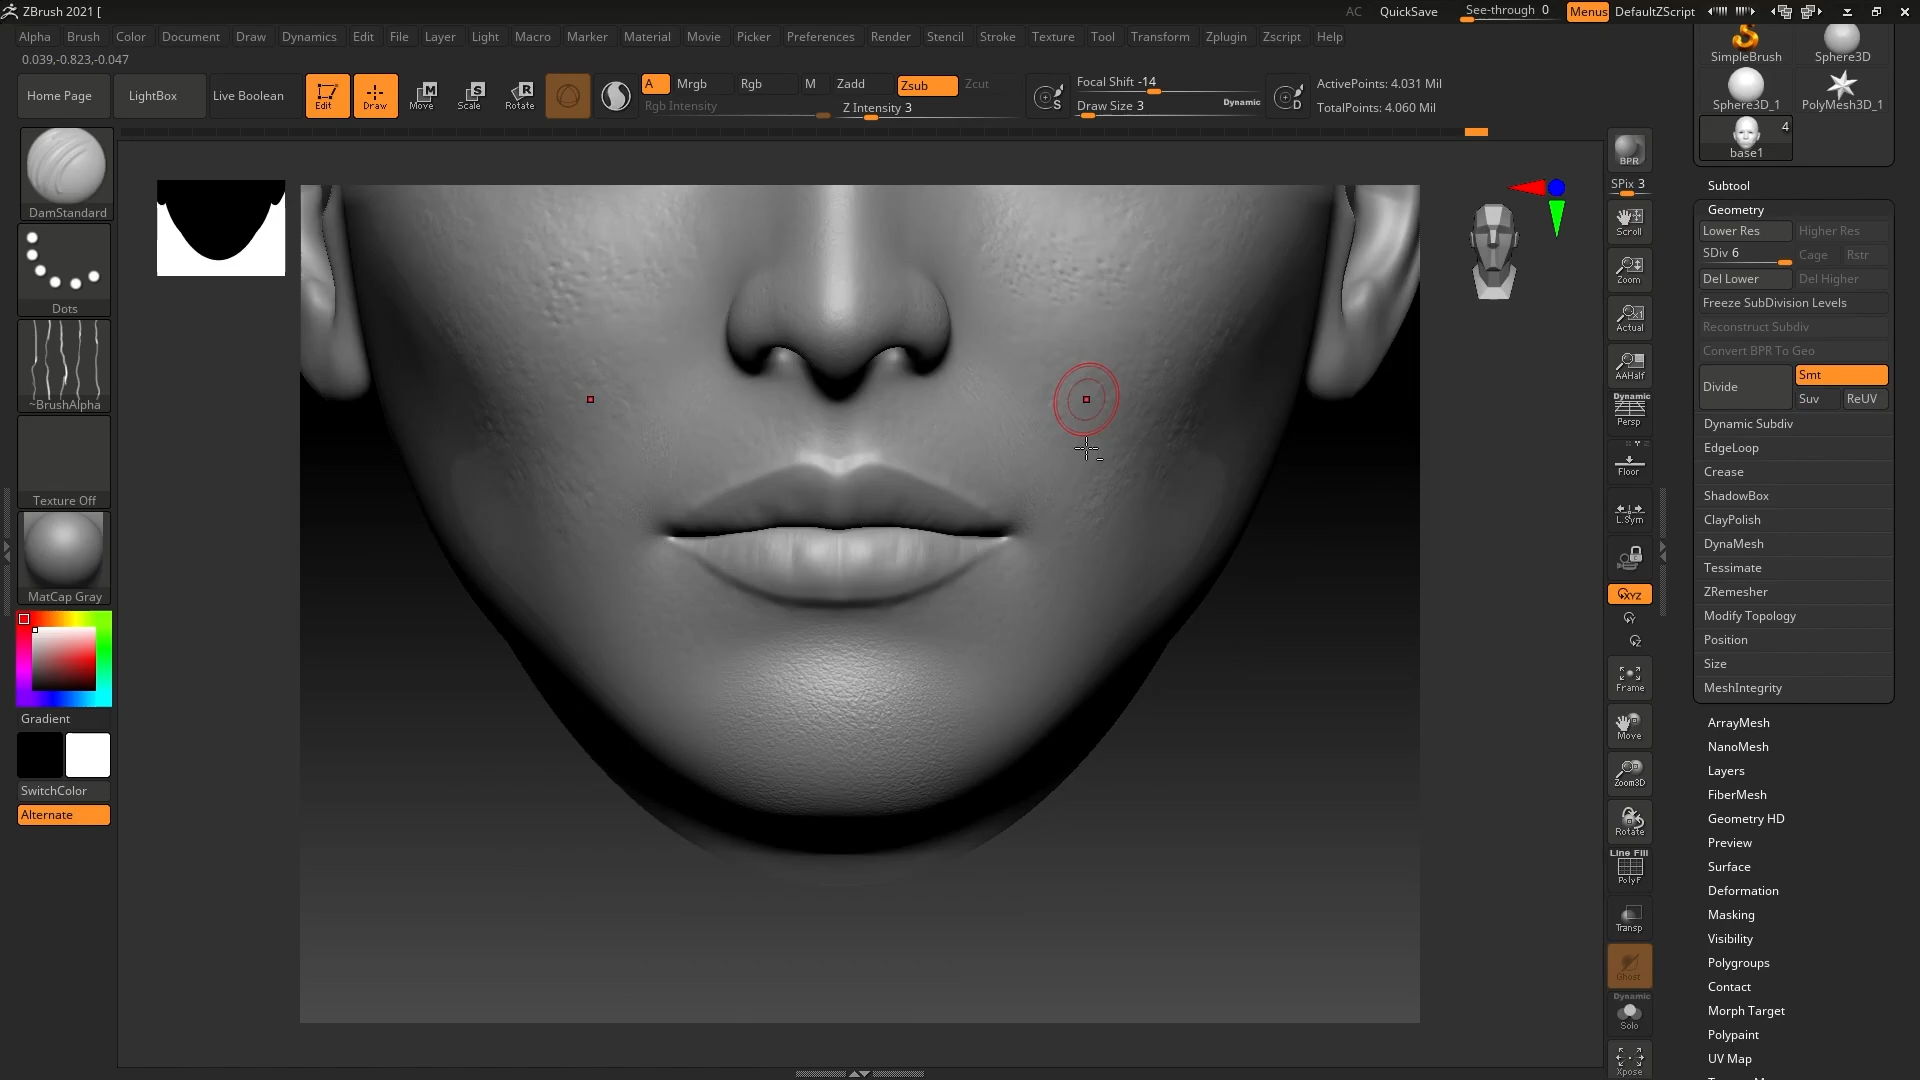 ZBrush 2021 [
AC QuickSave See-through 0 Menus DefaultZScript
Alpha Brush Color Document Draw Dynamics Edit File Layer Light Macro Marker Material Movie Picker Preferences Render Stencil Stroke Texture Tool Transform Zplugin Zscript Help
0.039,-0.823,-0.047
Home Page LightBox Live Boolean Edit Draw Move Scale Rotate
M
S
R
A Mrgb Rgb M Zadd Zsub Zcut
Rgb Intensity Z Intensity 3
S
Focal Shift -14
Draw Size 3 Dynamic
D
ActivePoints: 4.031 Mil
TotalPoints: 4.060 Mil
DamStandard
Dots
~BrushAlpha
Texture Off
MatCap Gray
Gradient
SwitchColor
Alternate
BPR
SPix 3
Scroll
Zoom
Actual
AAHalf
Dynamic
Persp
Floor
L.Sym
XYZ
Y
Z
Frame
Move
Zoom3D
Rotate
Line Fill
PolyF
Transp
Ghost
Dynamic
Solo
Xpose
SimpleBrush Sphere3D
Sphere3D_1 PolyMesh3D_1
4
base1
Subtool
Geometry
Lower Res Higher Res
SDiv 6 Cage Rstr
Del Lower Del Higher
Freeze SubDivision Levels
Reconstruct Subdiv
Convert BPR To Geo
Divide Smt
Suv ReUV
Dynamic Subdiv
EdgeLoop
Crease
ShadowBox
ClayPolish
DynaMesh
Tessimate
ZRemesher
Modify Topology
Position
Size
MeshIntegrity
ArrayMesh
NanoMesh
Layers
FiberMesh
Geometry HD
Preview
Surface
Deformation
Masking
Visibility
Polygroups
Contact
Morph Target
Polypaint
UV Map